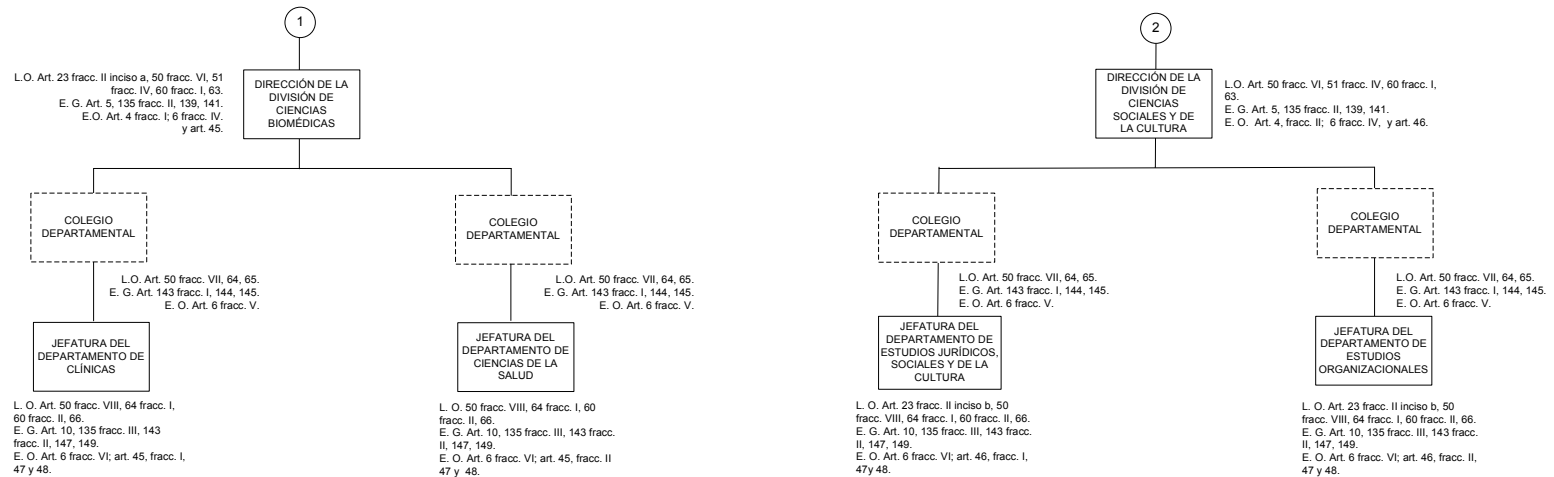 1
L.O. Art. 23 fracc. II inciso a, 50 fracc. VI, 51
fracc. IV, 60 fracc. I, 63.
E. G. Art. 5, 135 fracc. II, 139, 141.
E.O. Art. 4 fracc. I; 6 fracc. IV.
y art. 45.
DIRECCIÓN DE LA
DIVISIÓN DE
CIENCIAS
BIOMÉDICAS
COLEGIO
DEPARTAMENTAL
L.O. Art. 50 fracc. VII, 64, 65.
E. G. Art. 143 fracc. I, 144, 145.
E. O. Art. 6 fracc. V.
JEFATURA DEL
DEPARTAMENTO DE
CLÍNICAS
L. O. Art. 50 fracc. VIII, 64 fracc. I,
60 fracc. II, 66.
E. G. Art. 10, 135 fracc. III, 143
fracc. II, 147, 149.
E. O. Art. 6 fracc. VI; art. 45, fracc. I,
47 y 48.
COLEGIO
DEPARTAMENTAL
L.O. Art. 50 fracc. VII, 64, 65.
E. G. Art. 143 fracc. I, 144, 145.
E. O. Art. 6 fracc. V.
JEFATURA DEL
DEPARTAMENTO DE
CIENCIAS DE LA
SALUD
L. O. 50 fracc. VIII, 64 fracc. I, 60
fracc. II, 66.
E. G. Art. 10, 135 fracc. III, 143 fracc.
II, 147, 149.
E. O. Art. 6 fracc. VI; art. 45, fracc. II
47 y 48.
2
DIRECCIÓN DE LA
DIVISIÓN DE
CIENCIAS
SOCIALES Y DE
LA CULTURA
L.O. Art. 50 fracc. VI, 51 fracc. IV, 60 fracc. I,
63.
E. G. Art. 5, 135 fracc. II, 139, 141.
E. O. Art. 4, fracc. II; 6 fracc. IV, y art. 46.
COLEGIO
DEPARTAMENTAL
L.O. Art. 50 fracc. VII, 64, 65.
E. G. Art. 143 fracc. I, 144, 145.
E. O. Art. 6 fracc. V.
JEFATURA DEL
DEPARTAMENTO DE
ESTUDIOS JURÍDICOS,
SOCIALES Y DE LA
CULTURA
L. O. Art. 23 fracc. II inciso b, 50
fracc. VIII, 64 fracc. I, 60 fracc. II, 66.
E. G. Art. 10, 135 fracc. III, 143 fracc.
II, 147, 149.
E. O. Art. 6 fracc. VI; art. 46, fracc. I,
47y 48.
COLEGIO
DEPARTAMENTAL
L.O. Art. 50 fracc. VII, 64, 65.
E. G. Art. 143 fracc. I, 144, 145.
E. O. Art. 6 fracc. V.
JEFATURA DEL
DEPARTAMENTO DE
ESTUDIOS
ORGANIZACIONALES
L. O. Art. 23 fracc. II inciso b, 50
fracc. VIII, 64 fracc. I, 60 fracc. II, 66.
E. G. Art. 10, 135 fracc. III, 143 fracc.
II, 147, 149.
E. O. Art. 6 fracc. VI; art. 46, fracc. II,
47 y 48.